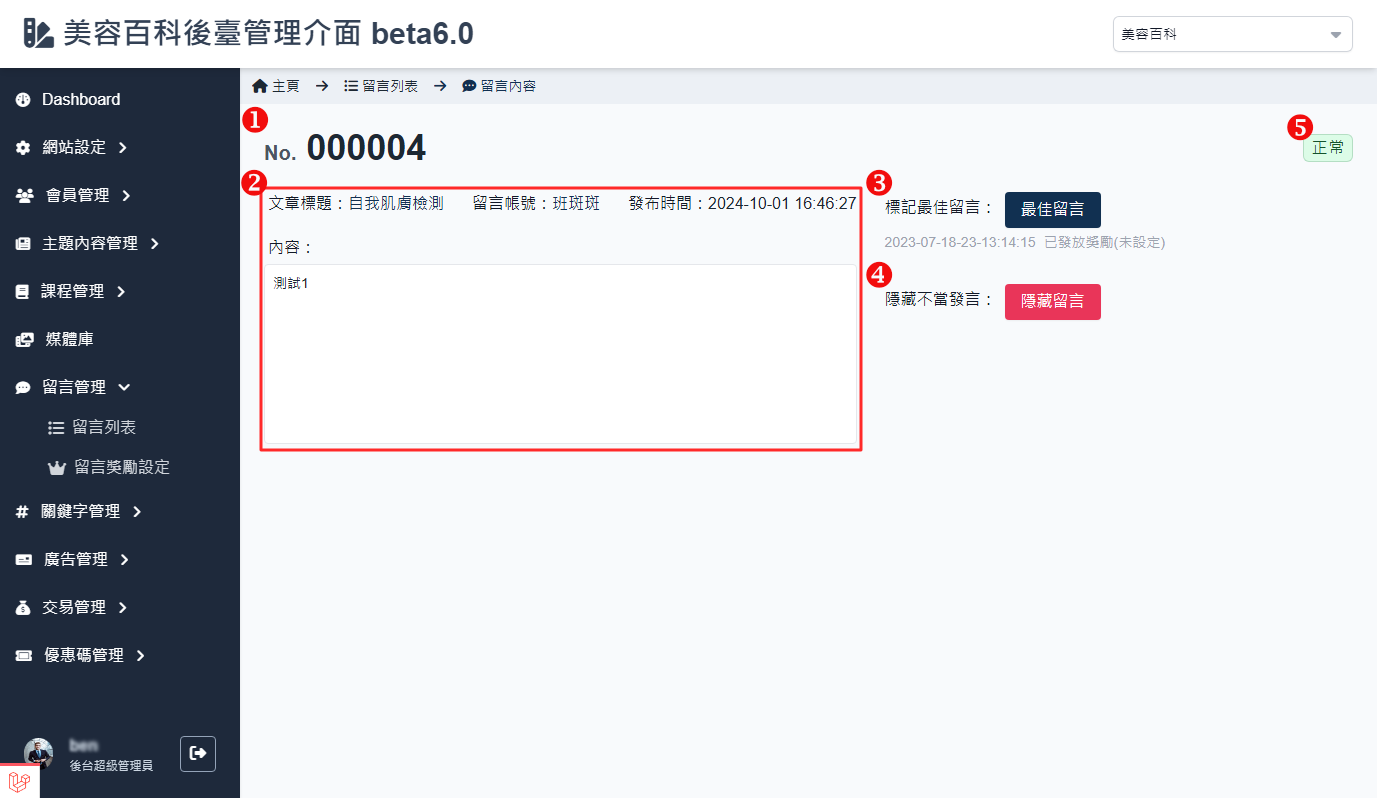 美容百科後臺管理介面 beta6.0
美容百科
Dashboard
網站設定
會員管理
主題內容管理
課程管理
媒體庫
留言管理
留言列表
留言獎勵設定
關鍵字管理
廣告管理
交易管理
優惠碼管理
ben
後台超級管理員
主頁 → 留言列表 → 留言內容
1
No. 000004
5
正常
2
文章標題：自我肌膚檢測 留言帳號：班斑斑 發布時間：2024-10-01 16:46:27
內容：
測試1
3
標記最佳留言： 最佳留言
2023-07-18-23-13:14:15 已發放獎勵(未設定)
4
隱藏不當發言： 隱藏留言